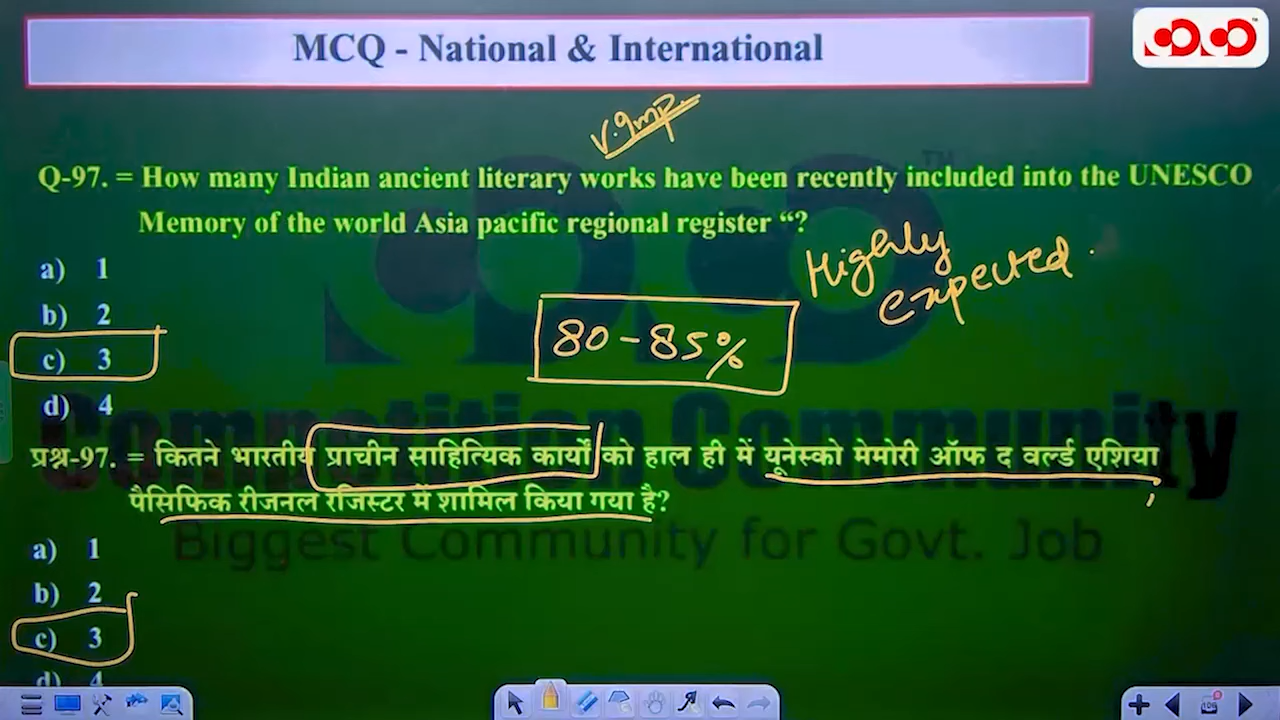 MCQ - National & International
V. Imp.
Q-97. = How many Indian ancient literary works have been recently included into the UNESCO
Memory of the world Asia pacific regional register “?
Highly
expected.
a) 1
b) 2
c) 3
d) 4
80-85%
Competition Community
प्रश्न-97. = कितने भारतीय प्राचीन साहित्यिक कार्यों को हाल ही में यूनेस्को मेमोरी ऑफ द वर्ल्ड एशिया
पैसिफिक रीजनल रजिस्टर में शामिल किया गया है?
Biggest Community for Govt. Job
a) 1
b) 2
c) 3
d) 4